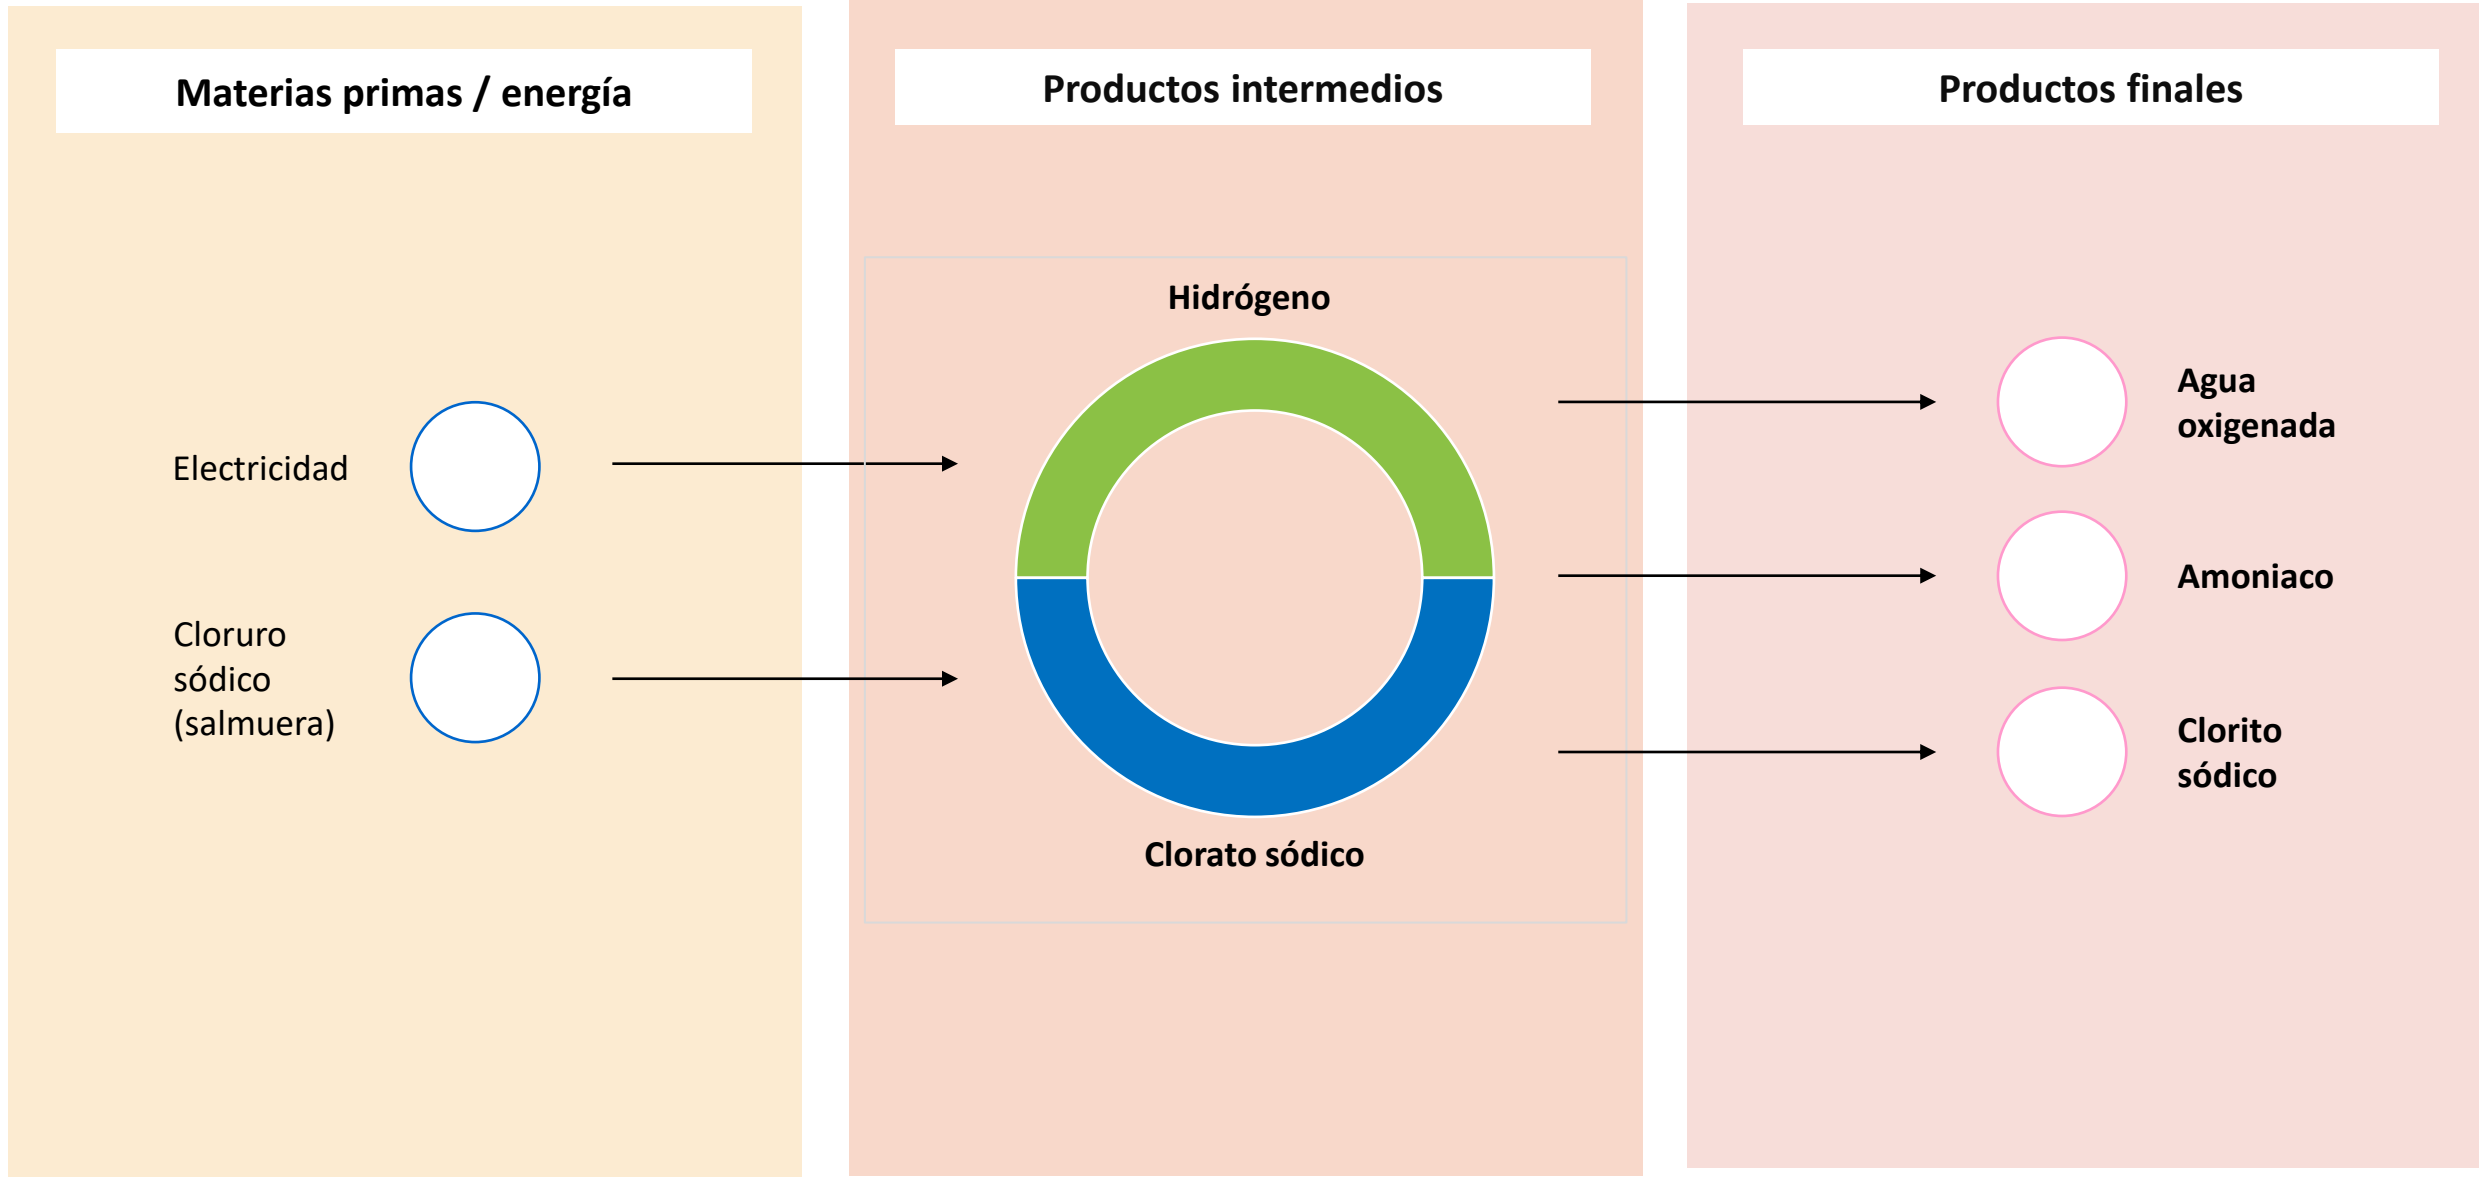 Materias primas / energía
Electricidad
Cloruro
sódico
(salmuera)
Productos intermedios
Hidrógeno
Clorato sódico
Productos finales
Agua
oxigenada
Amoniaco
Clorito
sódico